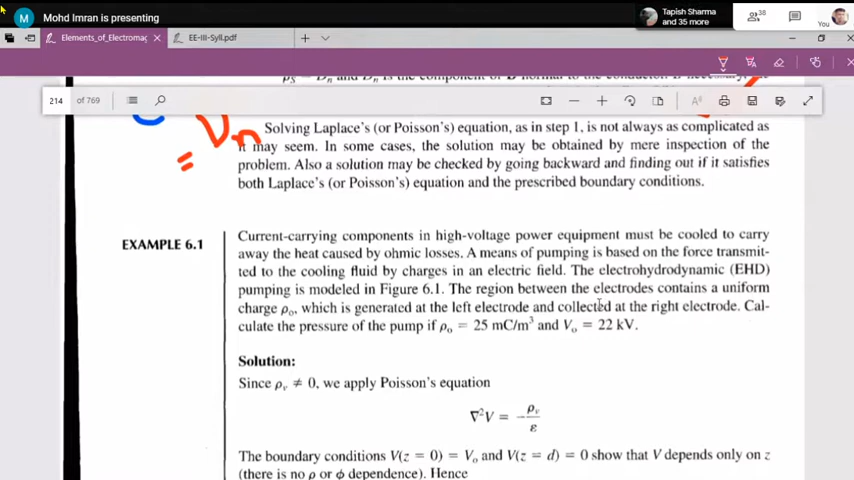 Mohd Imran is presenting
Tapish Sharma
and 35 more
38
You
Elements_of_Electromag
EE-III-Syll.pdf
214 of 769
Solving Laplace's (or Poisson's) equation, as in step 1, is not always as complicated as
it may seem. In some cases, the solution may be obtained by mere inspection of the
problem. Also a solution may be checked by going backward and finding out if it satisfies
both Laplace's (or Poisson's) equation and the prescribed boundary conditions.
= Dn
EXAMPLE 6.1
Current-carrying components in high-voltage power equipment must be cooled to carry
away the heat caused by ohmic losses. A means of pumping is based on the force transmit-
ted to the cooling fluid by charges in an electric field. The electrohydrodynamic (EHD)
pumping is modeled in Figure 6.1. The region between the electrodes contains a uniform
charge ρₒ, which is generated at the left electrode and collected at the right electrode. Cal-
culate the pressure of the pump if ρₒ = 25 mC/m³ and Vₒ = 22 kV.
Solution:
Since ρᵥ ≠ 0, we apply Poisson's equation
∇²V = −ρᵥ/ε
The boundary conditions V(z = 0) = Vₒ and V(z = d) = 0 show that V depends only on z
(there is no ρ or ϕ dependence). Hence